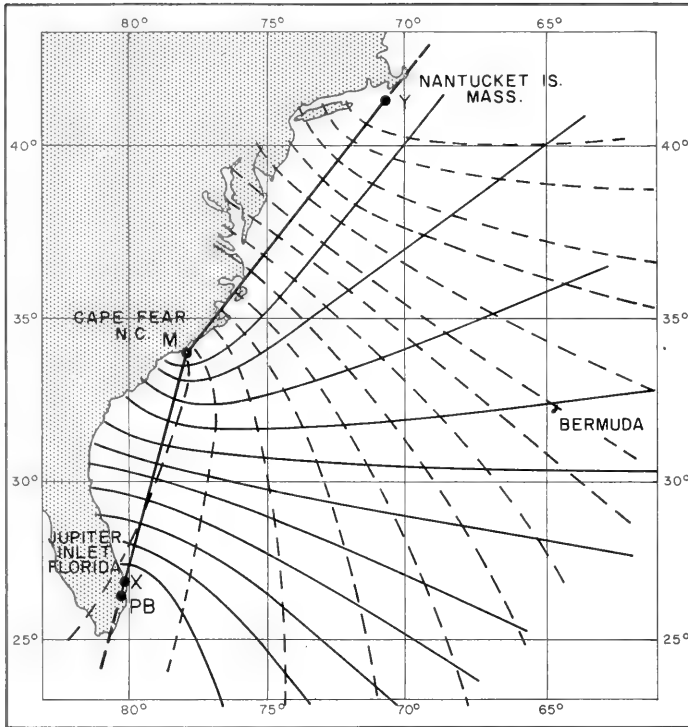 80° 75° 70° 65°
NANTUCKET IS.
MASS.
Y
40° 40°
35° 35°
CAPE FEAR
N.C. M
BERMUDA
30° 30°
JUPITER
INLET
FLORIDA
X
PB
25° 25°
80° 75° 70° 65°